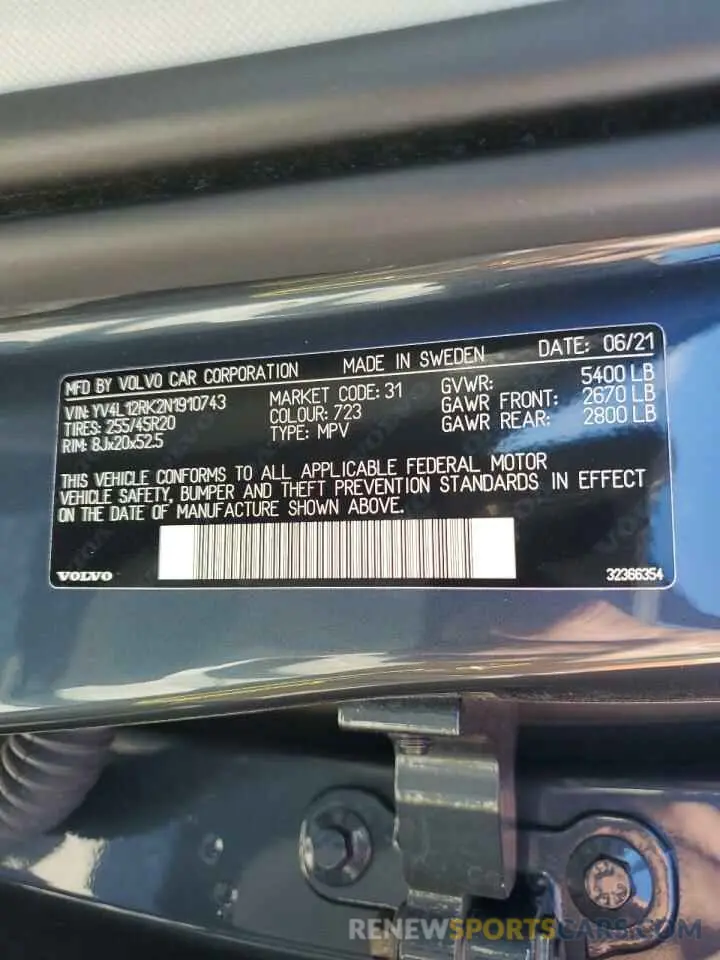 MFD BY VOLVO CAR CORPORATION MADE IN SWEDEN DATE: 06/21
VIN: YV4L12RK2N1910743 MARKET CODE: 31 GVWR: 5400 LB
TIRES: 255/45R20 COLOUR: 723 GAWR FRONT: 2670 LB
RIM: 8Jx20x52.5 TYPE: MPV GAWR REAR: 2800 LB
THIS VEHICLE CONFORMS TO ALL APPLICABLE FEDERAL MOTOR
VEHICLE SAFETY, BUMPER AND THEFT PREVENTION STANDARDS IN EFFECT
ON THE DATE OF MANUFACTURE SHOWN ABOVE.
VOLVO 32366354
RENEWSPORTSCARS.COM